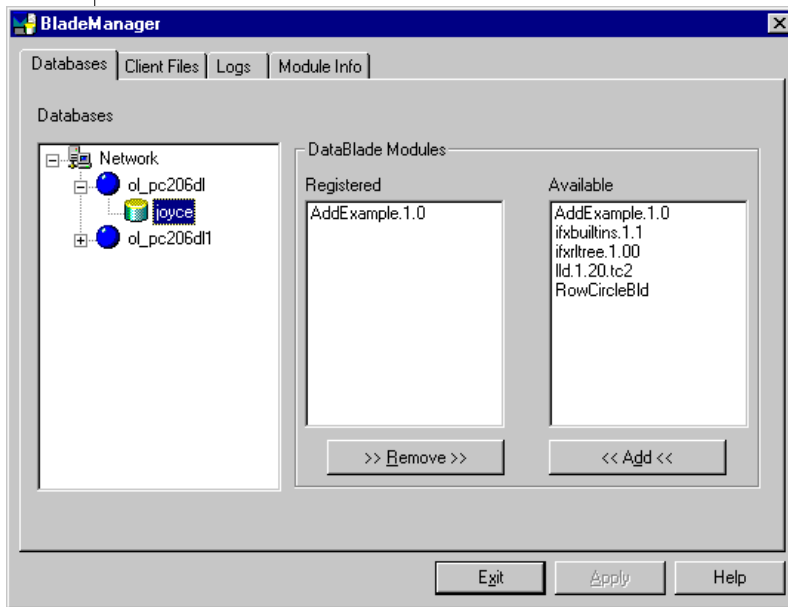 BladeManager
Databases Client Files Logs Module Info
Databases
Network
ol_pc206dl
joyce
ol_pc206dl1
DataBlade Modules
Registered
AddExample.1.0
>> Remove >>
Available
AddExample.1.0
ifxbuiltins.1.1
ifxrltree.1.00
lld.1.20.tc2
RowCircleBld
<< Add <<
Exit Apply Help